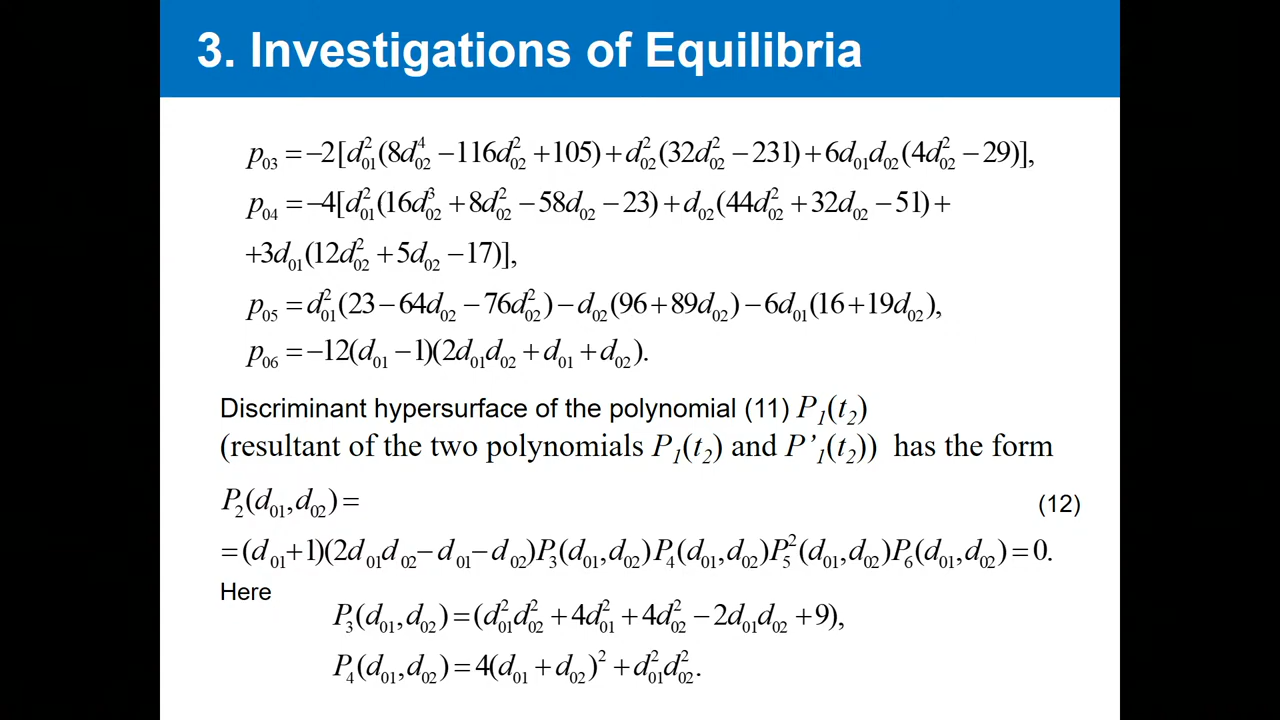 3. Investigations of Equilibria
p₀₃ = −2[d₀₁²(8d₀₂⁴ −116d₀₂² +105)+d₀₂²(32d₀₂² −231)+6d₀₁d₀₂(4d₀₂² −29)],
p₀₄ = −4[d₀₁²(16d₀₂³ +8d₀₂² −58d₀₂ −23)+d₀₂(44d₀₂² +32d₀₂ −51)+
+3d₀₁(12d₀₂² +5d₀₂ −17)],
p₀₅ = d₀₁²(23−64d₀₂ −76d₀₂²)−d₀₂(96+89d₀₂)−6d₀₁(16+19d₀₂),
p₀₆ = −12(d₀₁ −1)(2d₀₁d₀₂ +d₀₁ +d₀₂).
Discriminant hypersurface of the polynomial (11) P₁(t₂)
(resultant of the two polynomials P₁(t₂) and P’₁(t₂)) has the form
P₂(d₀₁,d₀₂)= (12)
=(d₀₁+1)(2d₀₁d₀₂−d₀₁−d₀₂)P₃(d₀₁,d₀₂)P₄(d₀₁,d₀₂)P₅²(d₀₁,d₀₂)P₆(d₀₁,d₀₂)=0.
Here
P₃(d₀₁,d₀₂)=(d₀₁²d₀₂² +4d₀₁² +4d₀₂² −2d₀₁d₀₂ +9),
P₄(d₀₁,d₀₂)=4(d₀₁ +d₀₂)² +d₀₁²d₀₂².